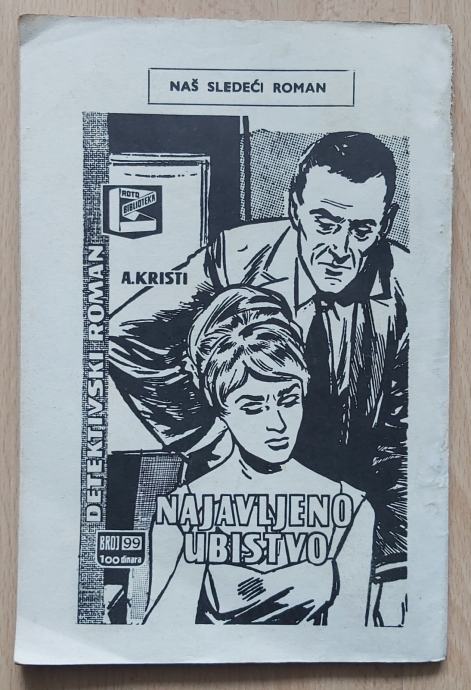 NAŠ SLEDEĆI ROMAN
ROTO
BIBLIOTEKA
A.KRISTI
DETEKTIVSKI ROMAN
NAJAVLJENO
UBISTVO
BROJ 99
100 dinara